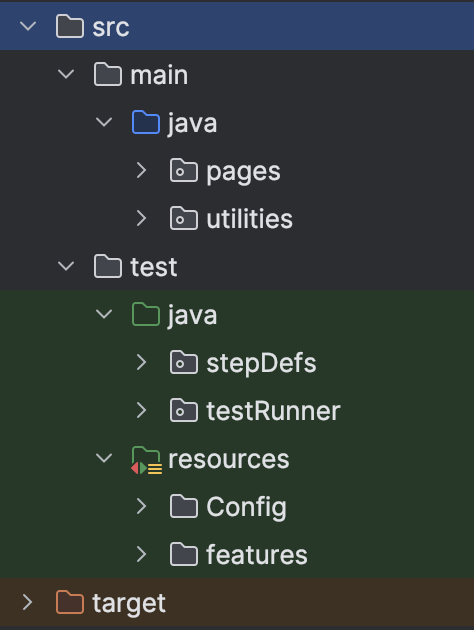 src
main
java
pages
utilities
test
java
stepDefs
testRunner
resources
Config
features
target